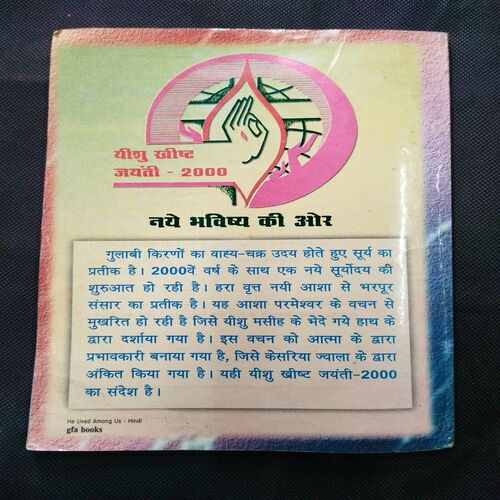 यीशु ख्रीष्ट
जयंती - 2000
नये भविष्य की ओर
गुलाबी किरणों का वाह्य-चक्र उदय होते हुए सूर्य का
प्रतीक है। 2000वें वर्ष के साथ एक नये सूर्योदय की
शुरुआत हो रही है। हरा वृत्त नयी आशा से भरपूर
संसार का प्रतीक है। यह आशा परमेश्वर के वचन से
मुखरित हो रही है जिसे यीशु मसीह के भेदे गये हाथ के
द्वारा दर्शाया गया है। इस वचन को आत्मा के द्वारा
प्रभावकारी बनाया गया है, जिसे केसरिया ज्वाला के द्वारा
अंकित किया गया है। यही यीशु ख्रीष्ट जयंती-2000
का संदेश है।
He Lived Among Us - Hindi
gfa books